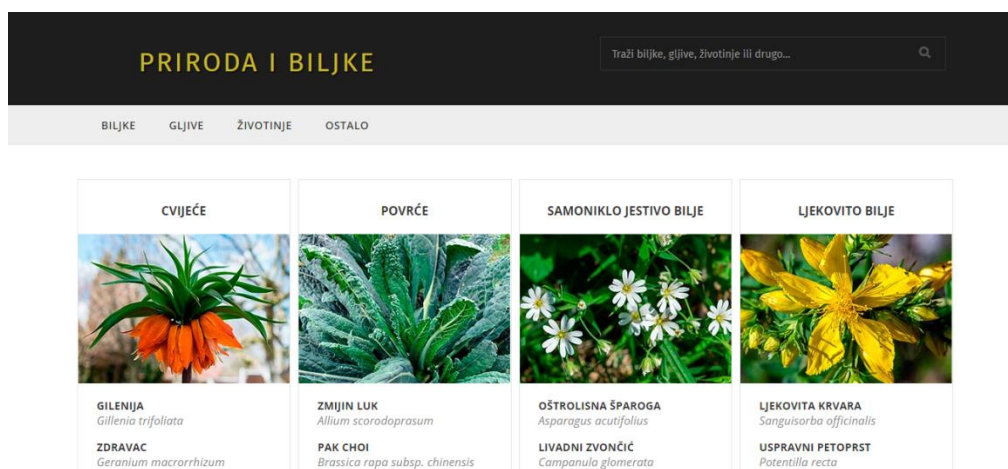 PRIRODA I BILJKE
Traži biljke, gljive, životinje ili drugo...
BILJKE GLJIVE ŽIVOTINJE OSTALO
CVIJEĆE
GILENIJA
Gillenia trifoliata
ZDRAVAC
Geranium macrorrhizum
POVRĆE
ZMIJIN LUK
Allium scorodoprasum
PAK CHOI
Brassica rapa subsp. chinensis
SAMONIKLO JESTIVO BILJE
OŠTROLISNA ŠPAROGA
Asparagus acutifolius
LIVADNI ZVONČIĆ
Campanula glomerata
LJEKOVITO BILJE
LJEKOVITA KRVARA
Sanguisorba officinalis
USPRAVNI PETOPRST
Potentilla recta